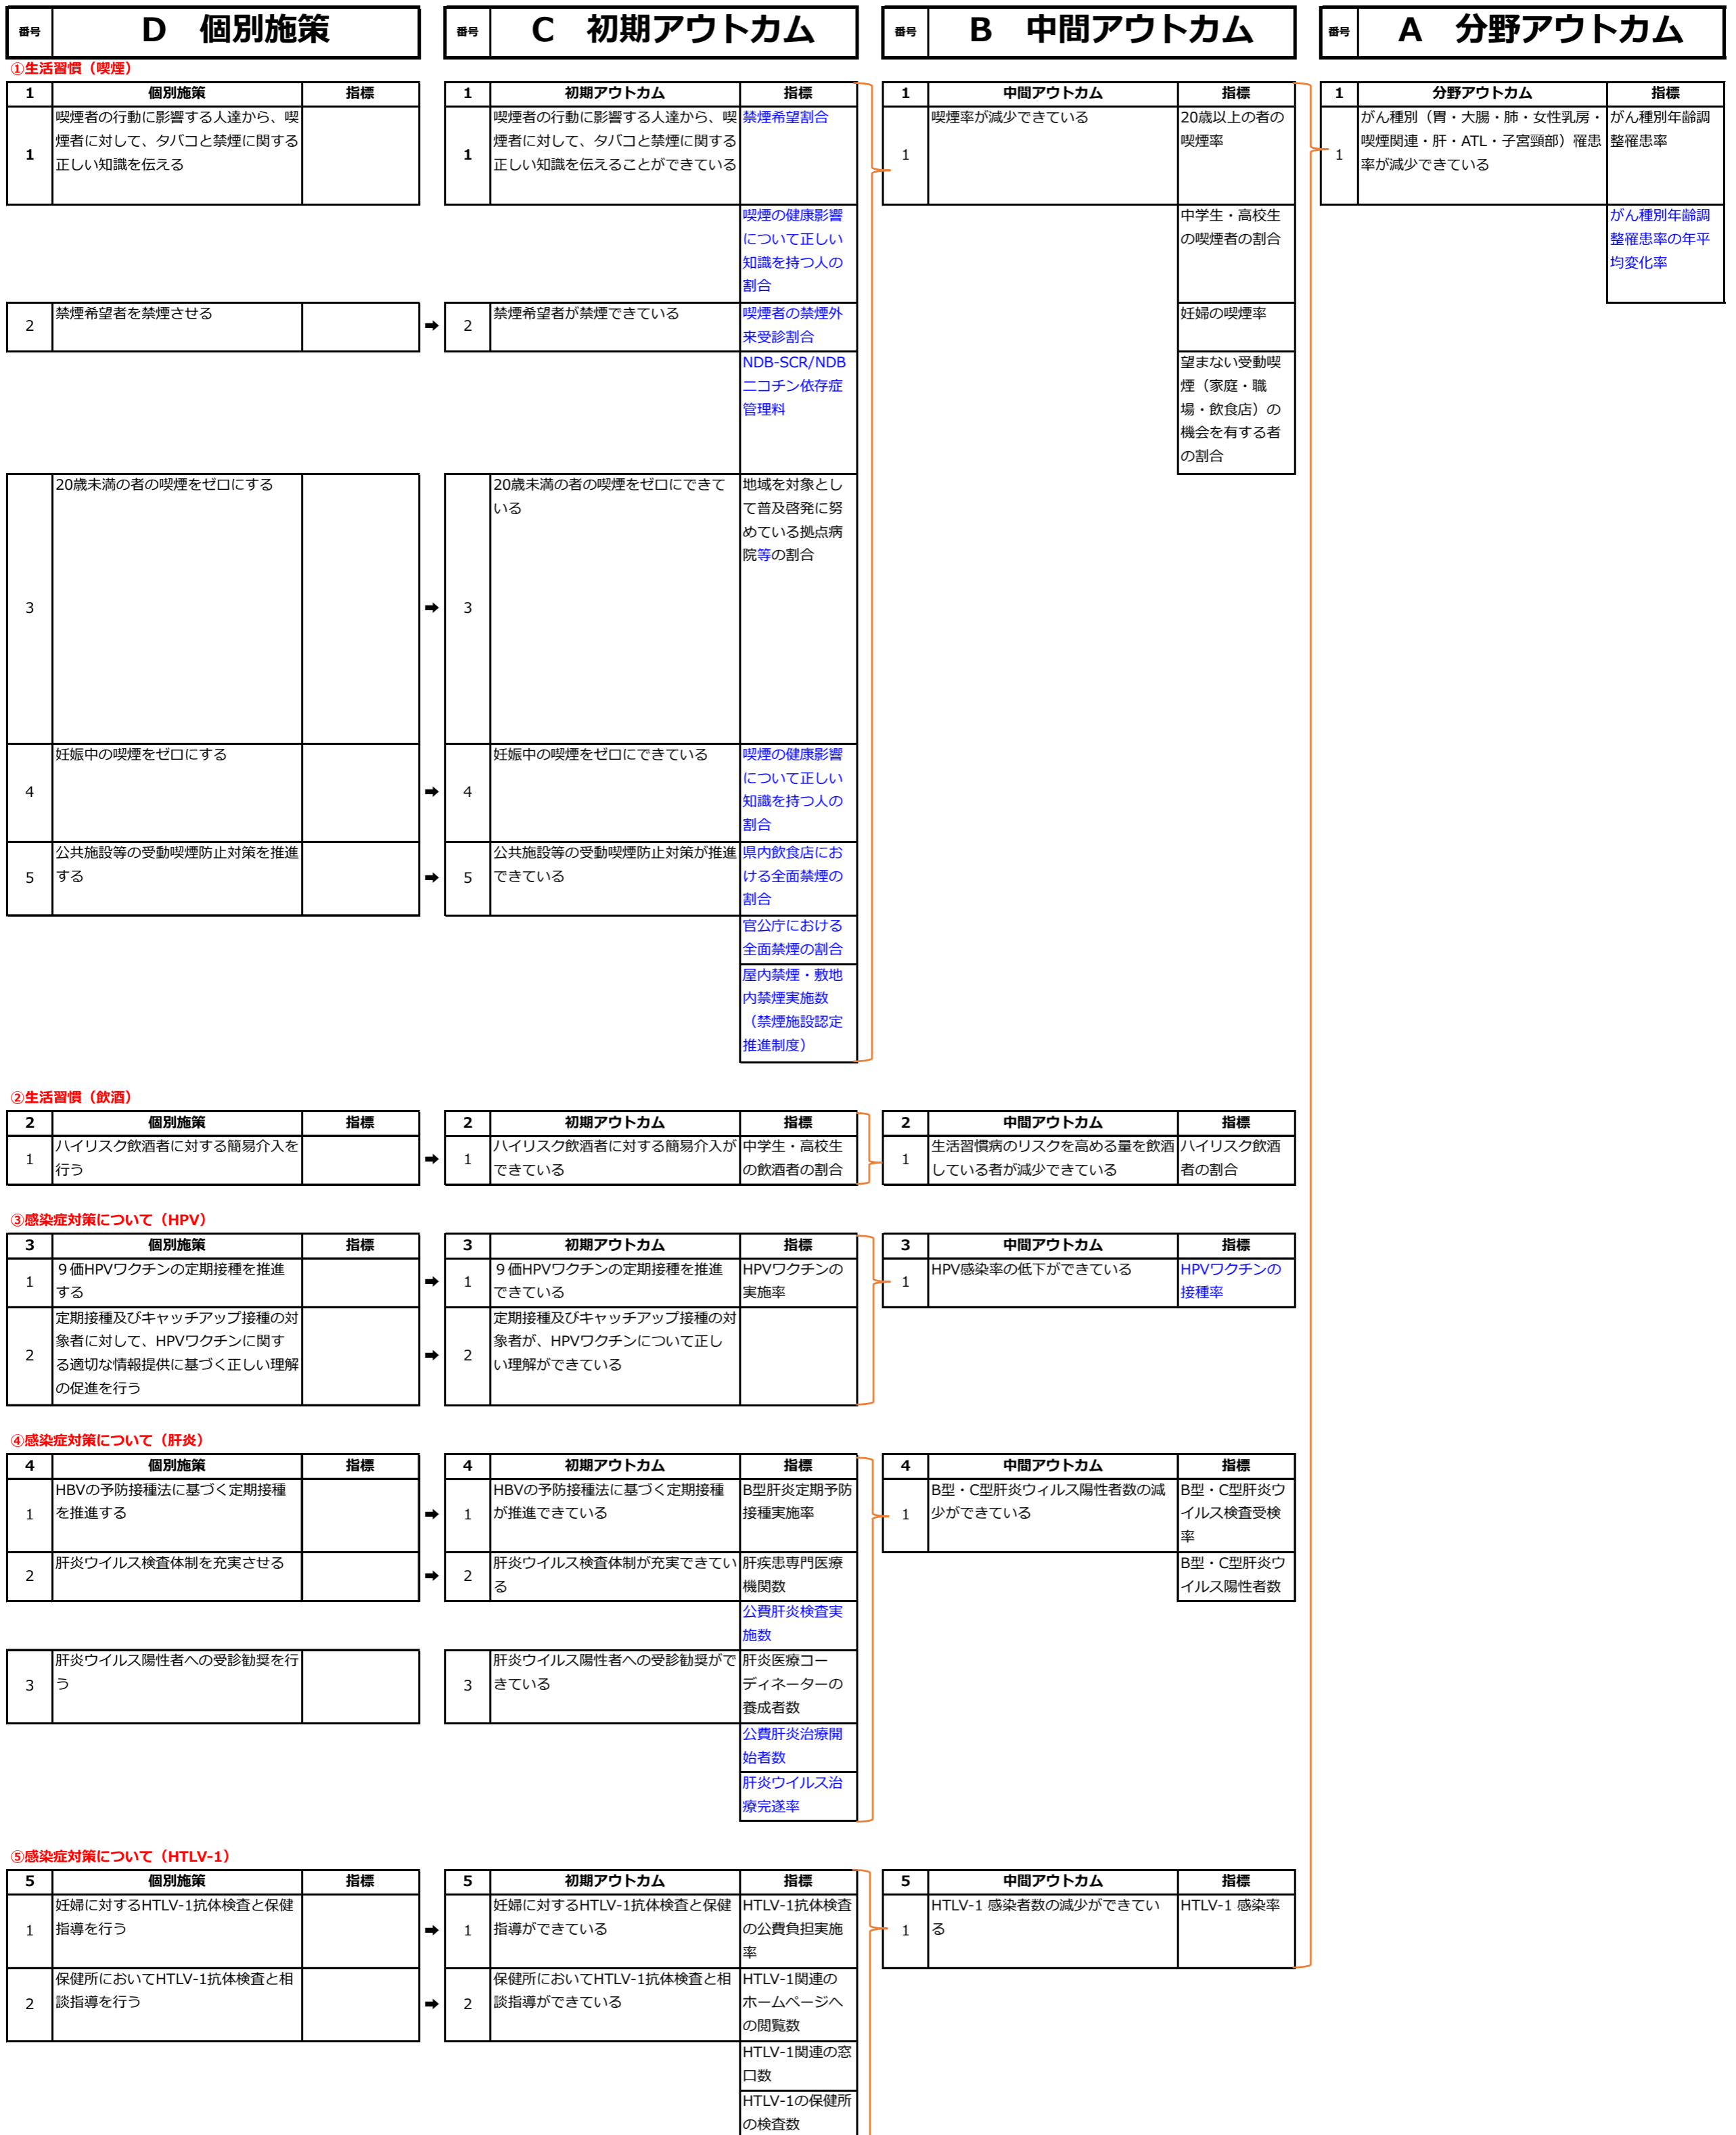 番号 D 個別施策 番号 C 初期アウトカム 番号 B 中間アウトカム 番号 A 分野アウトカム
①生活習慣（喫煙）
1 個別施策 指標 1 初期アウトカム 指標 1 中間アウトカム 指標 1 分野アウトカム 指標
1
喫煙者の行動に影響する人達から、喫
煙者に対して、タバコと禁煙に関する
正しい知識を伝える
1
喫煙者の行動に影響する人達から、喫
煙者に対して、タバコと禁煙に関する
正しい知識を伝えることができている
禁煙希望割合
喫煙の健康影響
について正しい
知識を持つ人の
割合
1
喫煙率が減少できている
20歳以上の者の
喫煙率
中学生・高校生
の喫煙者の割合
妊婦の喫煙率
望まない受動喫
煙（家庭・職
場・飲食店）の
機会を有する者
の割合
1
がん種別（胃・大腸・肺・女性乳房・
喫煙関連・肝・ATL・子宮頸部）罹患
率が減少できている
がん種別年齢調
整罹患率
がん種別年齢調
整罹患率の年平
均変化率
2
禁煙希望者を禁煙させる
➡
2
禁煙希望者が禁煙できている
喫煙者の禁煙外
来受診割合
NDB-SCR/NDB
ニコチン依存症
管理料
3
20歳未満の者の喫煙をゼロにする
➡
3
20歳未満の者の喫煙をゼロにできて
いる
地域を対象とし
て普及啓発に努
めている拠点病
院等の割合
4
妊娠中の喫煙をゼロにする
➡
4
妊娠中の喫煙をゼロにできている
喫煙の健康影響
について正しい
知識を持つ人の
割合
5
公共施設等の受動喫煙防止対策を推進
する
➡
5
公共施設等の受動喫煙防止対策が推進
できている
県内飲食店にお
ける全面禁煙の
割合
官公庁における
全面禁煙の割合
屋内禁煙・敷地
内禁煙実施数
（禁煙施設認定
推進制度）
②生活習慣（飲酒）
2 個別施策 指標 2 初期アウトカム 指標 2 中間アウトカム 指標
1
ハイリスク飲酒者に対する簡易介入を
行う
➡
1
ハイリスク飲酒者に対する簡易介入が
できている
中学生・高校生
の飲酒者の割合
1
生活習慣病のリスクを高める量を飲酒
している者が減少できている
ハイリスク飲酒
者の割合
③感染症対策について（HPV）
3 個別施策 指標 3 初期アウトカム 指標 3 中間アウトカム 指標
1
９価HPVワクチンの定期接種を推進
する
➡
1
９価HPVワクチンの定期接種を推進
できている
HPVワクチンの
実施率
1
HPV感染率の低下ができている
HPVワクチンの
接種率
2
定期接種及びキャッチアップ接種の対
象者に対して、HPVワクチンに関す
る適切な情報提供に基づく正しい理解
の促進を行う
➡
2
定期接種及びキャッチアップ接種の対
象者が、HPVワクチンについて正し
い理解ができている
④感染症対策について（肝炎）
4 個別施策 指標 4 初期アウトカム 指標 4 中間アウトカム 指標
1
HBVの予防接種法に基づく定期接種
を推進する
➡
1
HBVの予防接種法に基づく定期接種
が推進できている
B型肝炎定期予防
接種実施率
1
B型・C型肝炎ウィルス陽性者数の減
少ができている
B型・C型肝炎ウ
イルス検査受検
率
B型・C型肝炎ウ
イルス陽性者数
2
肝炎ウイルス検査体制を充実させる
➡
2
肝炎ウイルス検査体制が充実できてい
る
肝疾患専門医療
機関数
公費肝炎検査実
施数
3
肝炎ウイルス陽性者への受診勧奨を行
う
3
肝炎ウイルス陽性者への受診勧奨がで
きている
肝炎医療コー
ディネーターの
養成者数
公費肝炎治療開
始者数
肝炎ウイルス治
療完遂率
⑤感染症対策について（HTLV-1）
5 個別施策 指標 5 初期アウトカム 指標 5 中間アウトカム 指標
1
妊婦に対するHTLV-1抗体検査と保健
指導を行う
➡
1
妊婦に対するHTLV-1抗体検査と保健
指導ができている
HTLV-1抗体検査
の公費負担実施
率
1
HTLV-1 感染者数の減少ができてい
る
HTLV-1 感染率
2
保健所においてHTLV-1抗体検査と相
談指導を行う
➡
2
保健所においてHTLV-1抗体検査と相
談指導ができている
HTLV-1関連の
ホームページへ
の閲覧数
HTLV-1関連の窓
口数
HTLV-1の保健所
の検査数